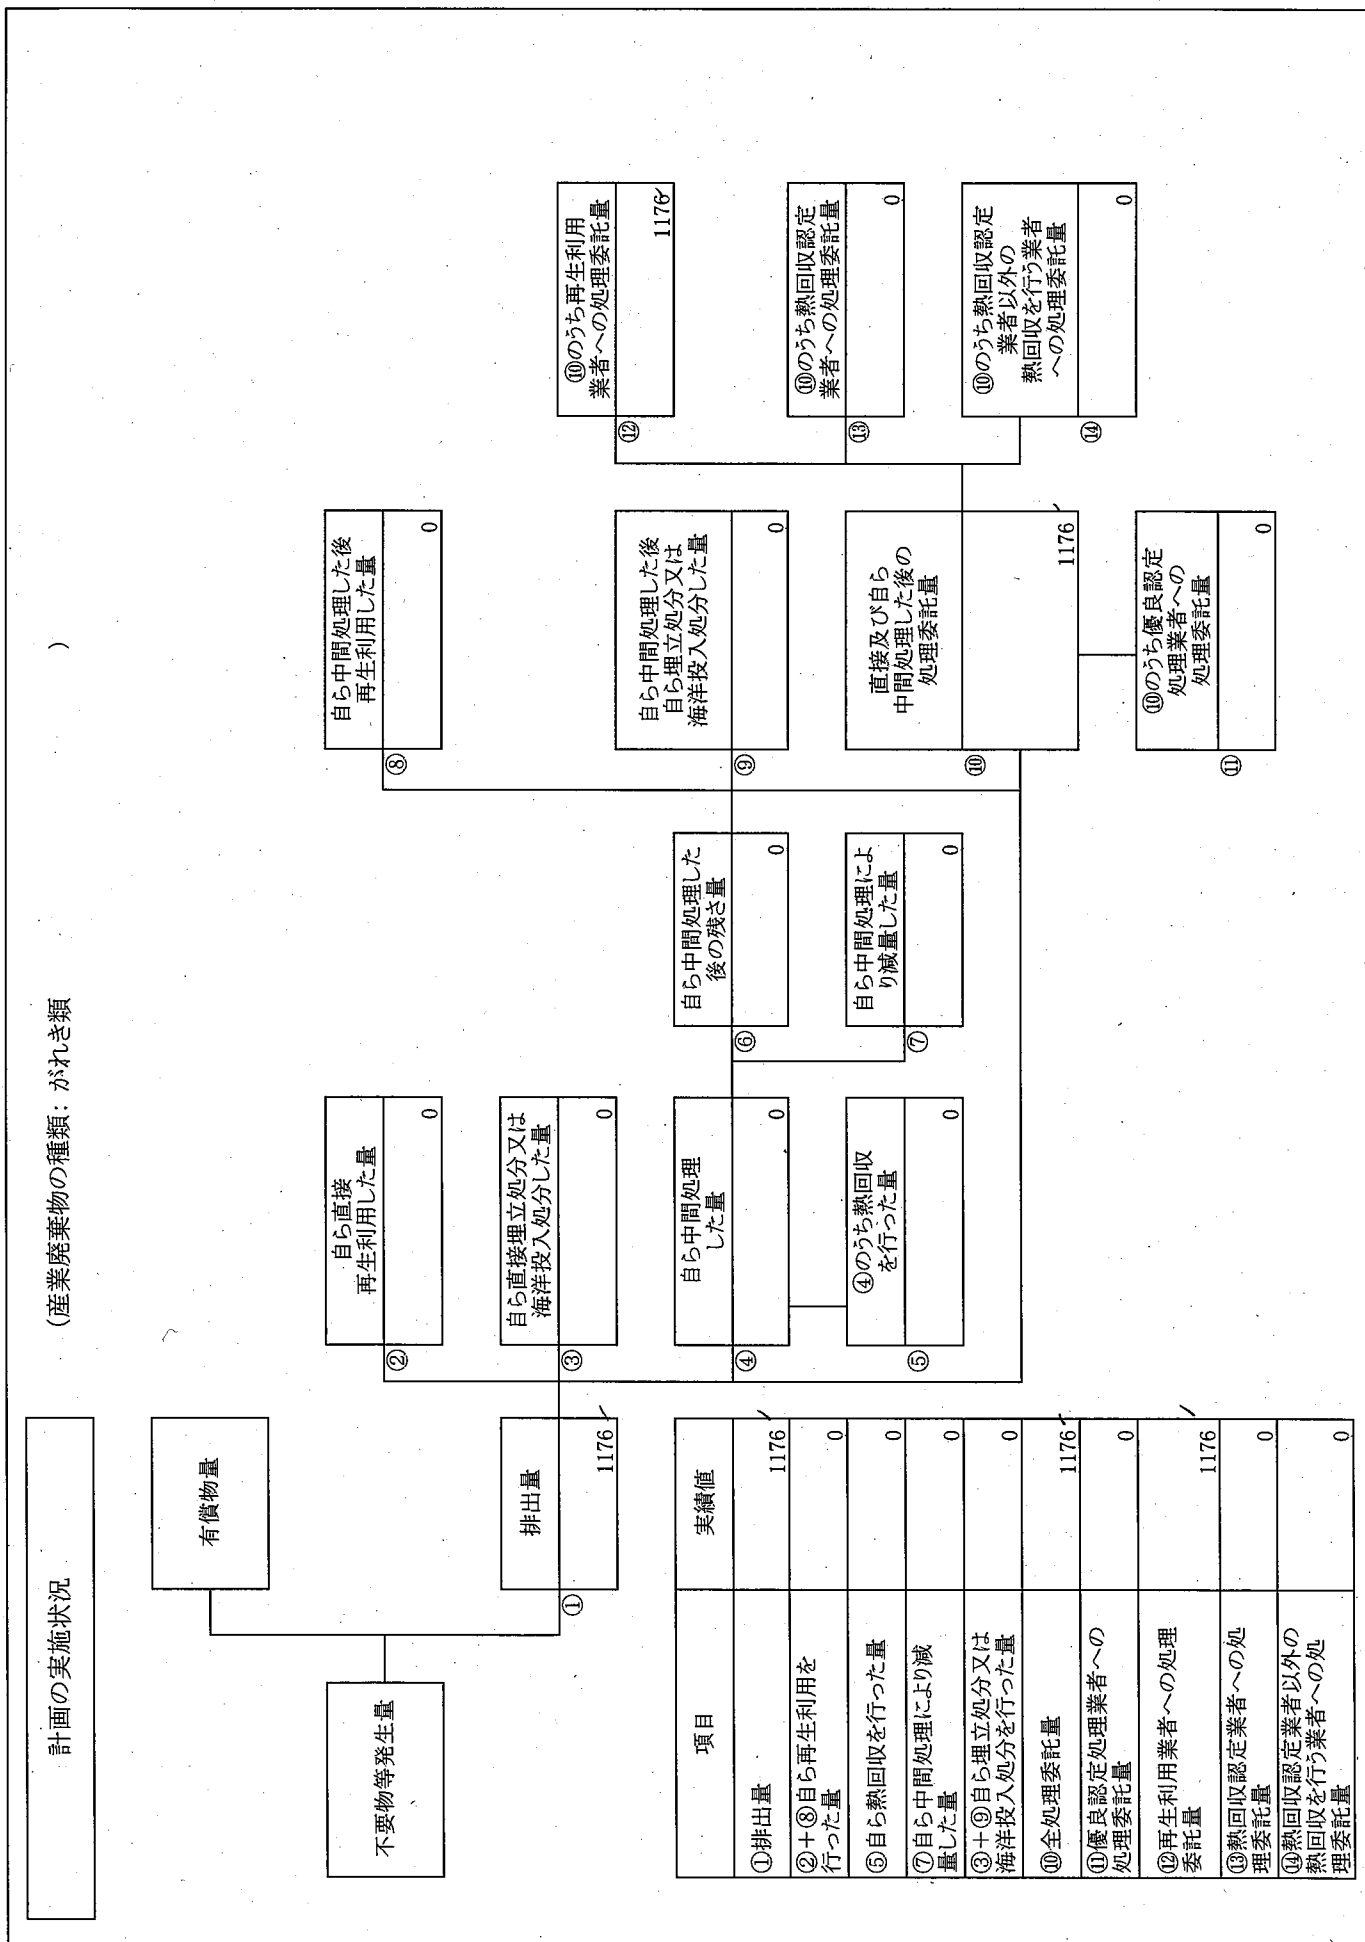 計画の実施状況
(産業廃棄物の種類: がれき類
)
不要物等発生量
有償物量
排出量
①
1176
自ら直接
再生利用した量
②
0
自ら直接埋立処分又は
海洋投入処分した量
③
0
自ら中間処理
した量
④
0
④のうち熱回収
を行った量
⑤
0
自ら中間処理した
後の残さ量
⑥
0
自ら中間処理によ
り減量した量
⑦
0
自ら中間処理した後
再生利用した量
⑧
0
自ら中間処理した後
自ら埋立処分又は
海洋投入処分した量
⑨
0
直接及び自ら
中間処理した後の
処理委託量
⑩
1176
⑩のうち優良認定
処理業者への
処理委託量
⑪
0
⑩のうち再生利用
業者への処理委託量
⑫
1176
⑩のうち熱回収認定
業者への処理委託量
⑬
0
⑩のうち熱回収認定
業者以外の
熱回収を行う業者
への処理委託量
⑭
0
項目 実績値
①排出量 1176
②+⑧自ら再生利用を
行った量 0
⑤自ら熱回収を行った量 0
⑦自ら中間処理により減
量した量 0
③+⑨自ら埋立処分又は
海洋投入処分を行った量 0
⑩全処理委託量 1176
⑪優良認定処理業者への
処理委託量 0
⑫再生利用業者への処理
委託量 1176
⑬熱回収認定業者への処
理委託量 0
⑭熱回収認定業者以外の
熱回収を行う業者への処
理委託量 0